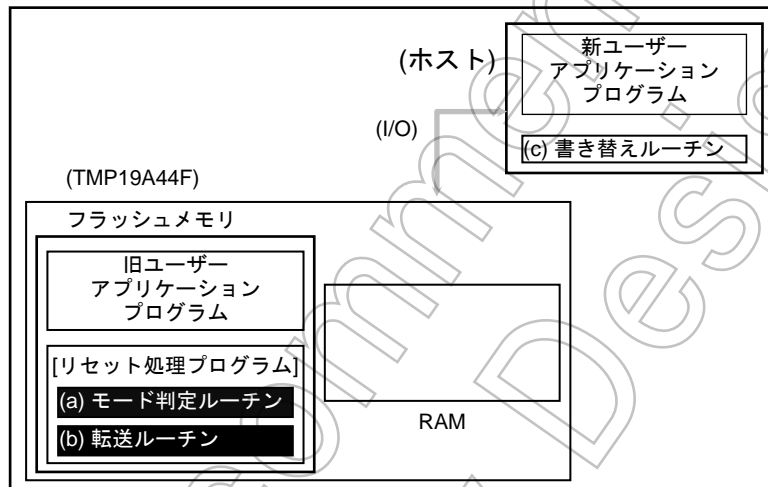 (ホスト)
新ユーザー
アプリケーション
プログラム
(I/O)
(c) 書き替えルーチン
(TMP19A44F)
フラッシュメモリ
旧ユーザー
アプリケーション
プログラム
[リセット処理プログラム]
(a) モード判定ルーチン
(b) 転送ルーチン
RAM